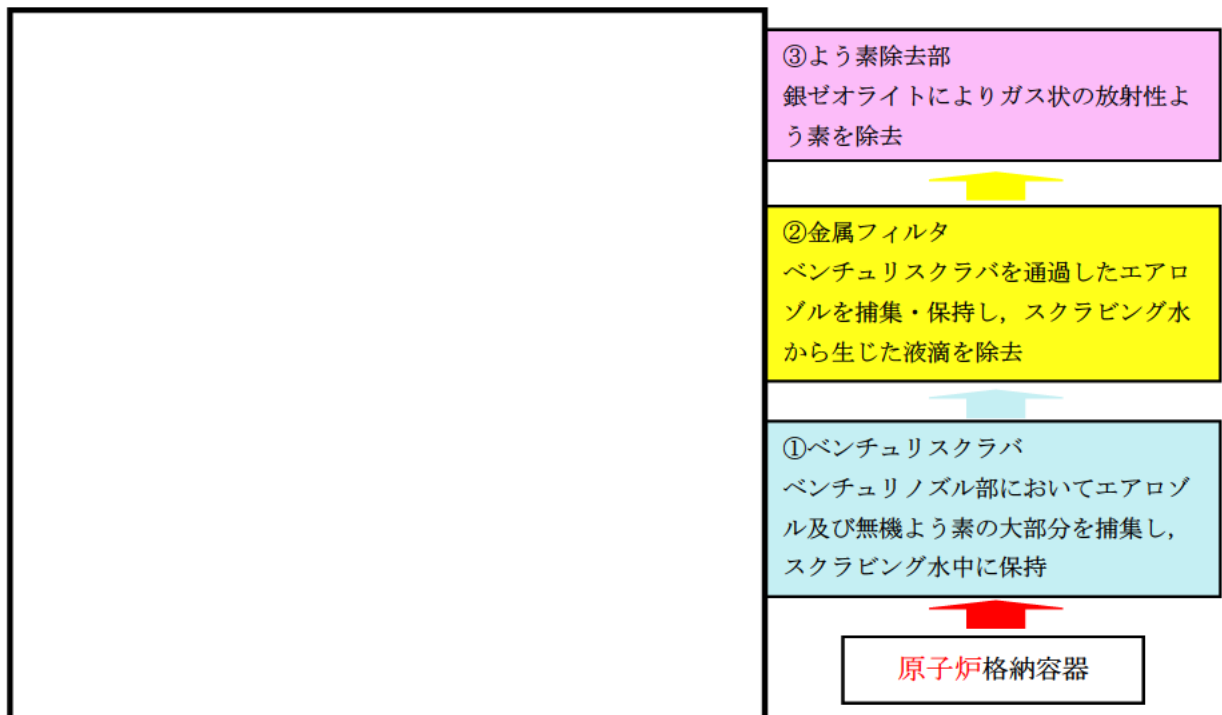 ③よう素除去部
銀ゼオライトによりガス状の放射性よ
う素を除去
②金属フィルタ
ベンチュリスクラバを通過したエアロ
ゾルを捕集・保持し，スクラビング水
から生じた液滴を除去
①ベンチュリスクラバ
ベンチュリノズル部においてエアロゾ
ル及び無機よう素の大部分を捕集し，
スクラビング水中に保持
原子炉格納容器